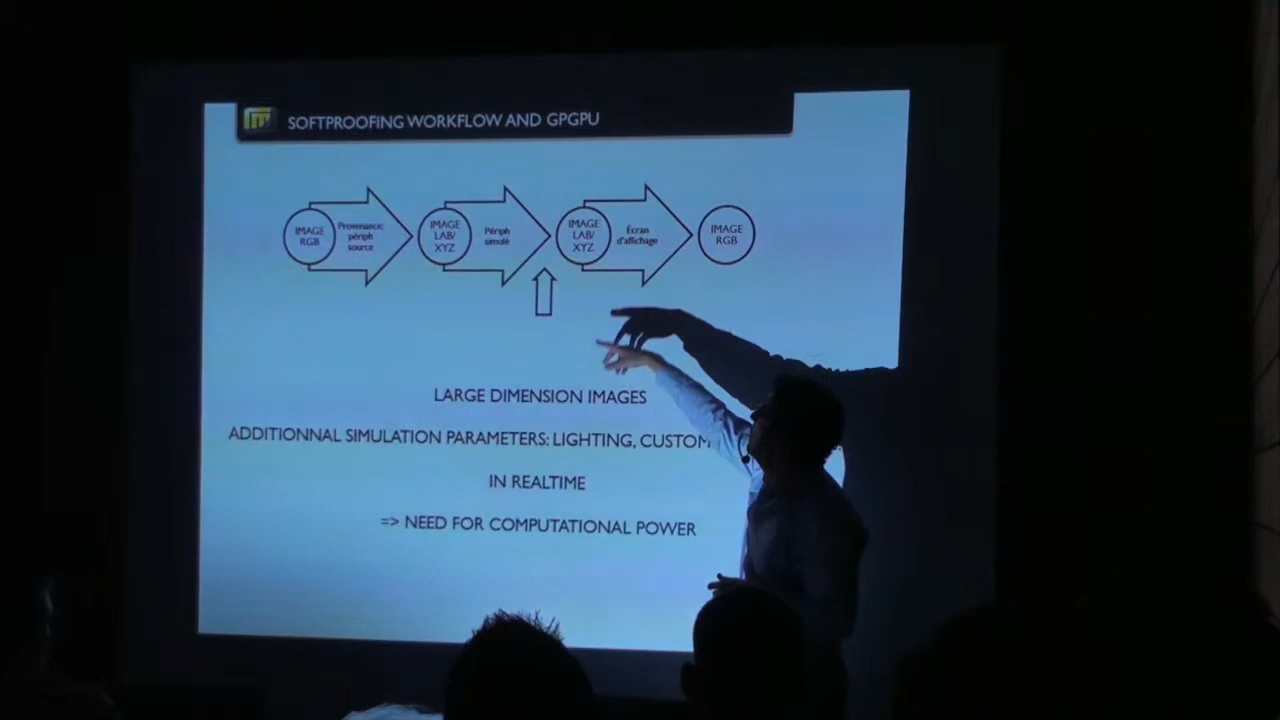 SOFTPROOFING WORKFLOW AND GPGPU
IMAGE
RGB
Provenance:
périph
source
IMAGE
LAB/
XYZ
Périph
simulé
IMAGE
LAB/
XYZ
Ecran
d'affichage
IMAGE
RGB
LARGE DIMENSION IMAGES
ADDITIONNAL SIMULATION PARAMETERS: LIGHTING, CUSTOM
IN REALTIME
=> NEED FOR COMPUTATIONAL POWER